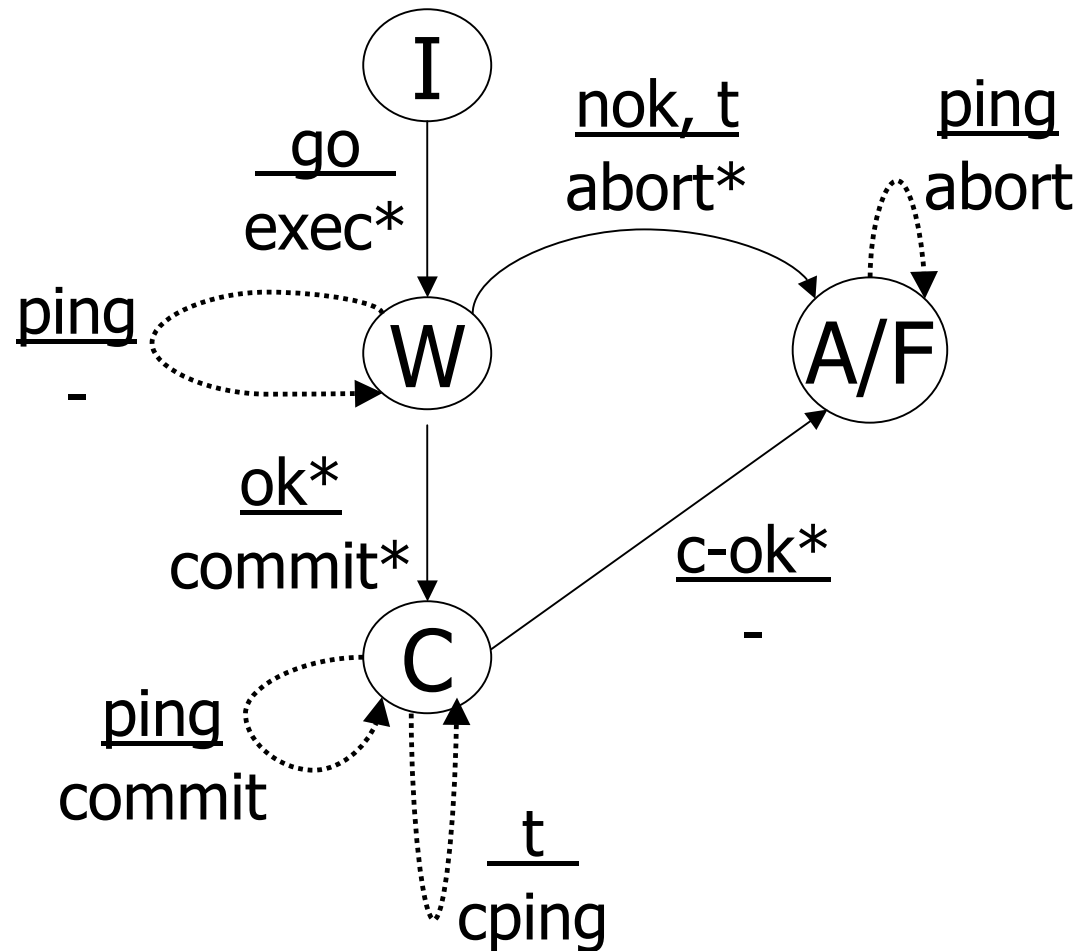 I
go
exec*
nok, t
abort*
ping
abort
ping
-
W
A/F
ok*
commit*
c-ok*
-
C
ping
commit
t
cping